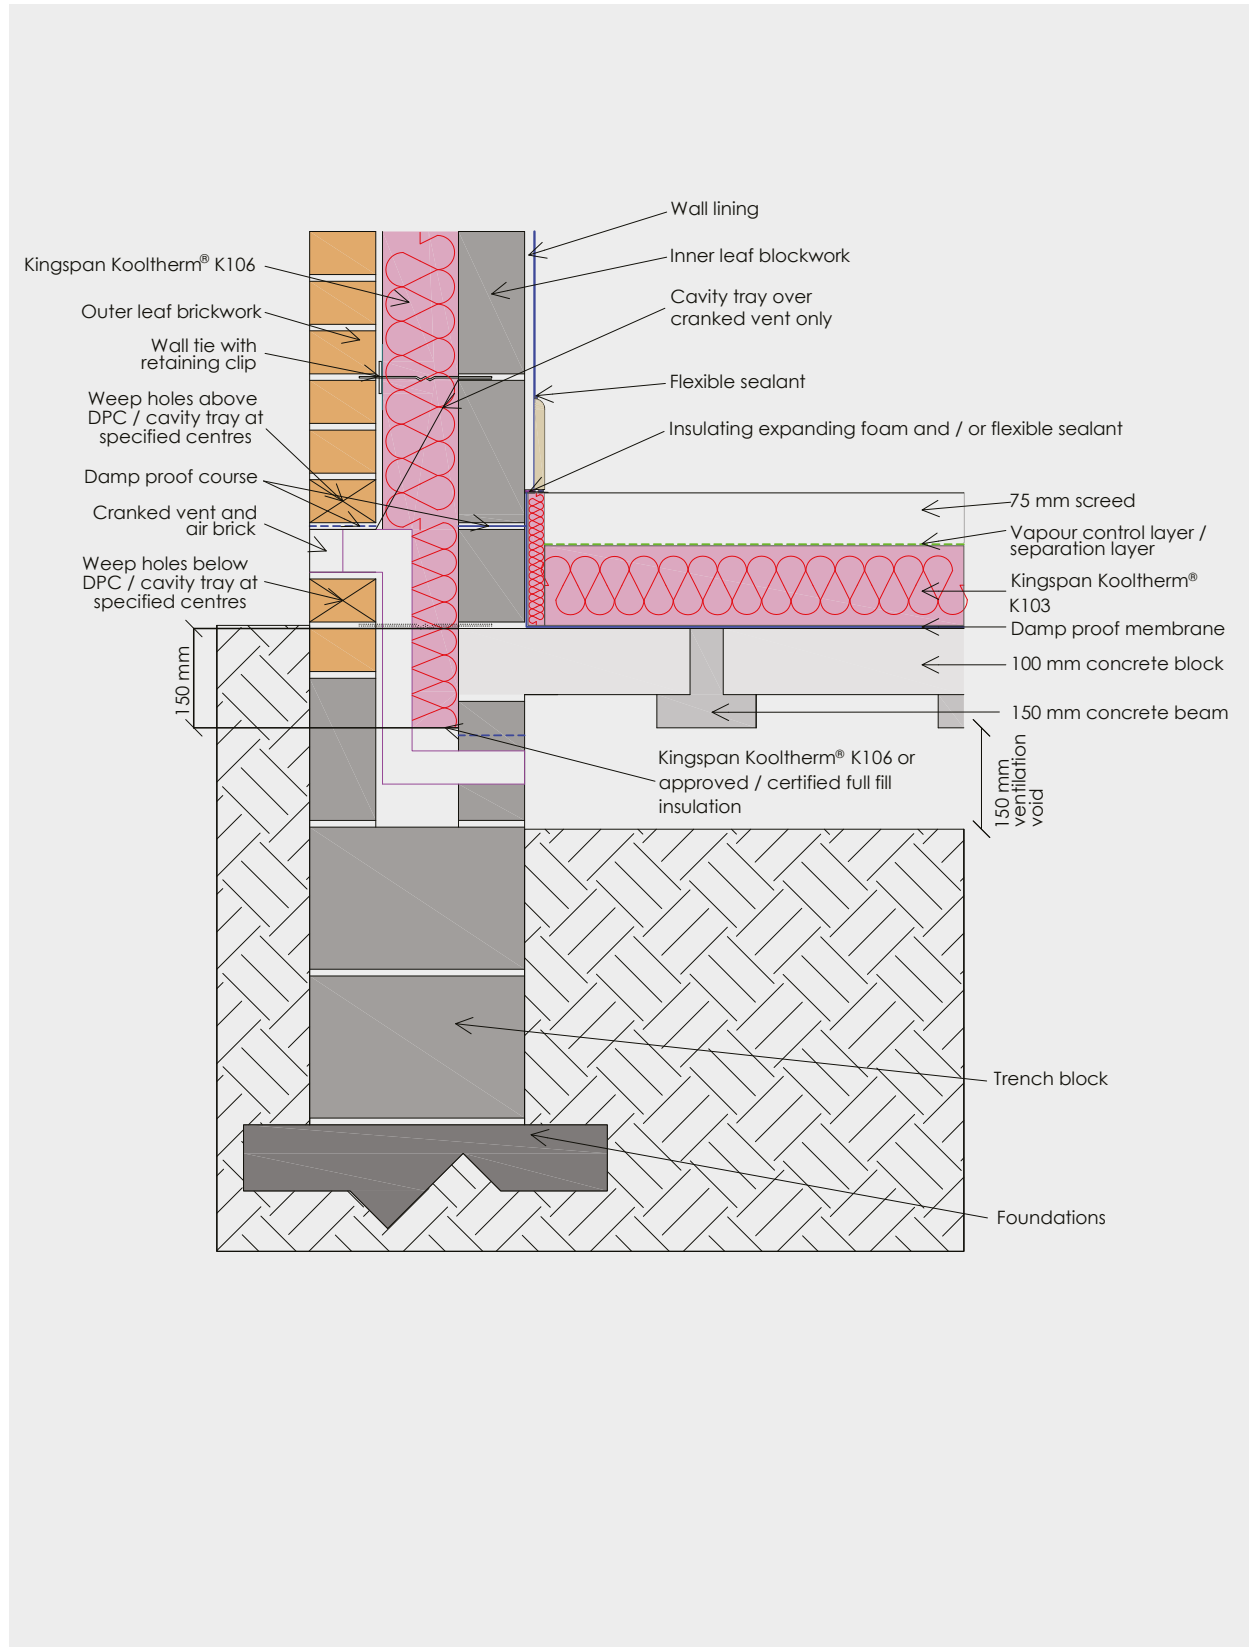 Kingspan Kooltherm® K106
Outer leaf brickwork
Wall tie with
retaining clip
Weep holes above
DPC / cavity tray at
specified centres
Damp proof course
Cranked vent and
air brick
Weep holes below
DPC / cavity tray at
specified centres
150 mm
Wall lining
Inner leaf blockwork
Cavity tray over
cranked vent only
Flexible sealant
Insulating expanding foam and / or flexible sealant
75 mm screed
Vapour control layer /
separation layer
Kingspan Kooltherm®
K103
Damp proof membrane
100 mm concrete block
150 mm concrete beam
Kingspan Kooltherm® K106 or
approved / certified full fill
insulation
150 mm
ventilation
void
Trench block
Foundations